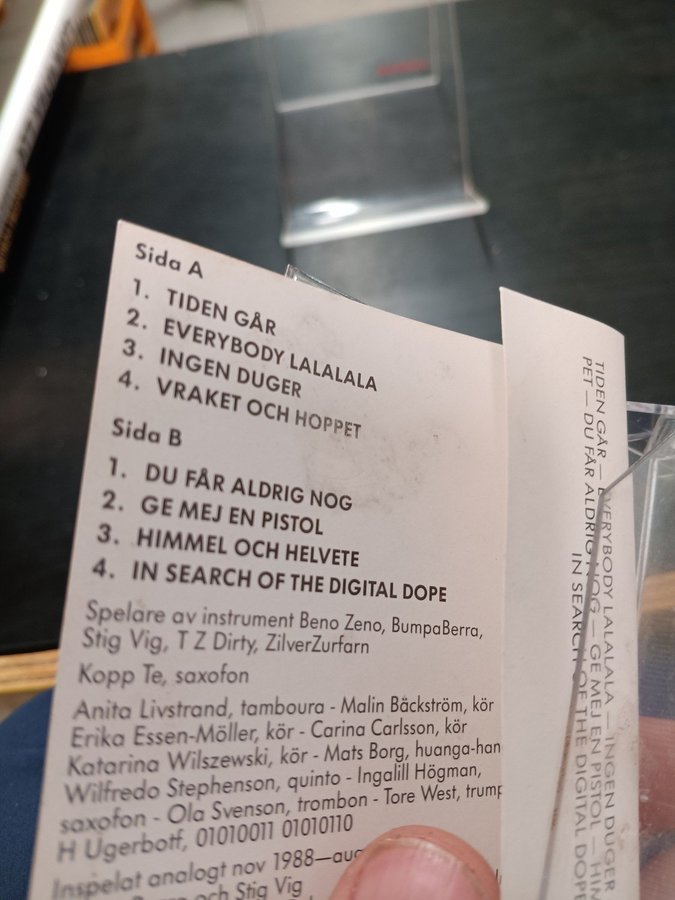 Sida A
1. TIDEN GÅR
2. EVERYBODY LALALALA
3. INGEN DUGER
4. VRAKET OCH HOPPET
Sida B
1. DU FÅR ALDRIG NOG
2. GE MEJ EN PISTOL
3. HIMMEL OCH HELVETE
4. IN SEARCH OF THE DIGITAL DOPE
Spelare av instrument Beno Zeno, BumpaBerra,
Stig Vig, T Z Dirty, ZilverZurfarn
Kopp Te, saxofon
Anita Livstrand, tamboura - Malin Båckström, kör
Erika Essen-Möller, kör - Carina Carlsson, kör
Katarina Wilszewski, kör - Mats Borg, huanga-han
Wilfredo Stephenson, quinto - Ingalill Högman,
saxofon - Ola Svenson, trombon - Tore West, trump
H Ugerbotf, 01010011 01010110
Inspelat analogt nov 1988—aug
och Stig Vig
TIDEN GÅR — EVERYBODY LALALALA — INGEN DUGER
PET — DU FÅR ALDRIG NOG — GE MEJ EN PISTOL — HIM
IN SEARCH OF THE DIGITAL DOPE